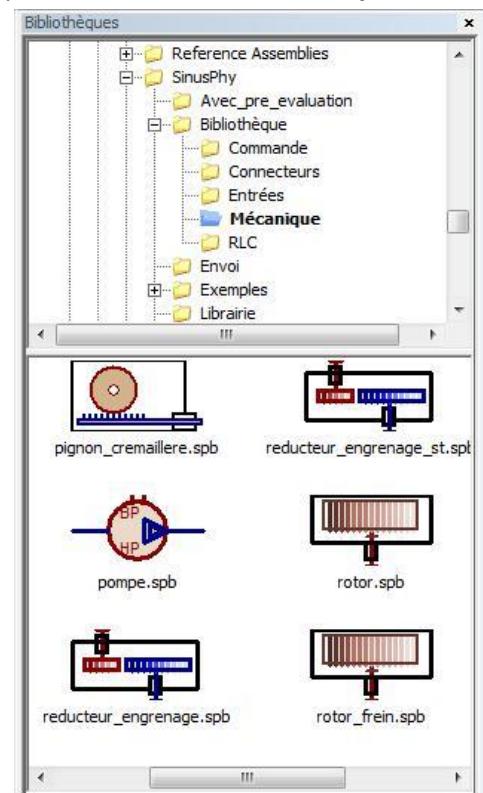 Bibliothèques
Reference Assemblies
SinusPhy
Avec_pre_evaluation
Bibliothèque
Commande
Connecteurs
Entrées
Mécanique
RLC
Envoi
Exemples
Librairie
pignon_cremaillere.spb
reducteur_engrenage_st.spb
BP
HP
pompe.spb
rotor.spb
reducteur_engrenage.spb
rotor_frein.spb